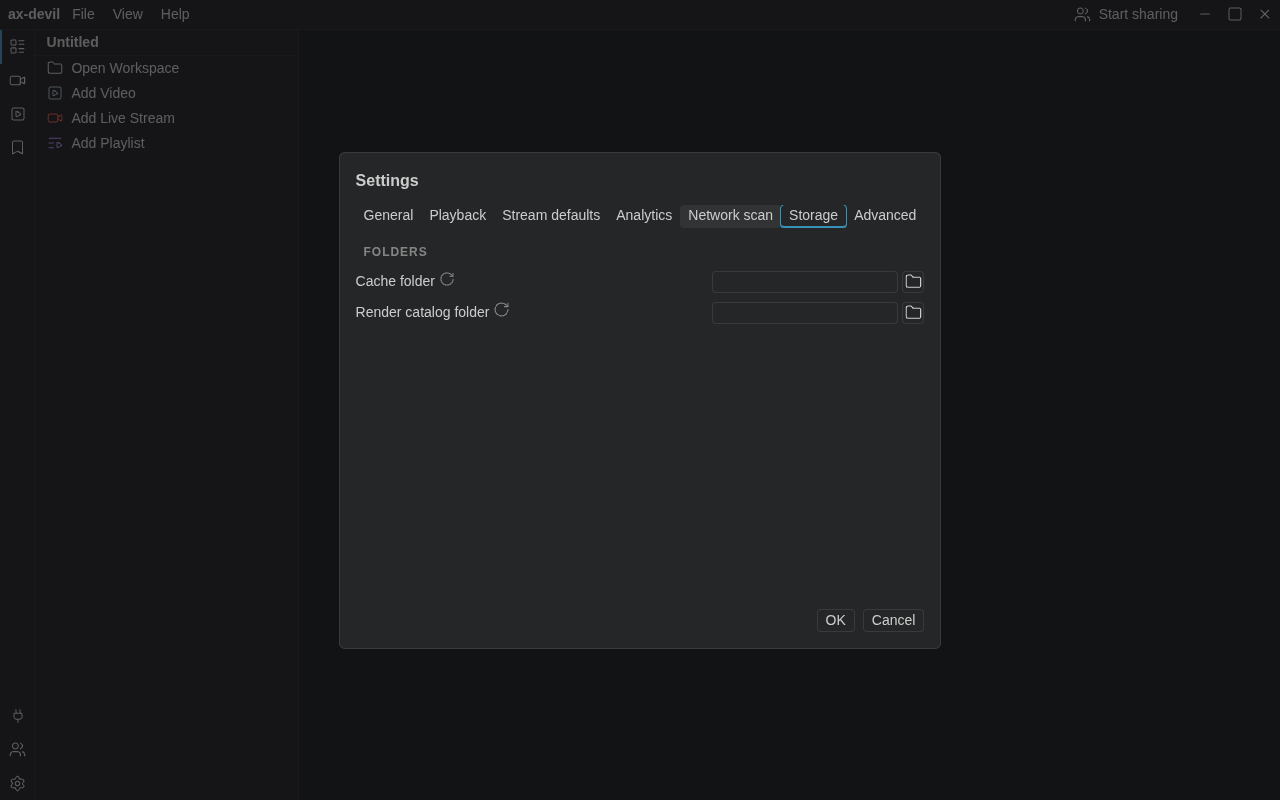 ax-devil File View Help Start sharing
Untitled
Open Workspace
Add Video
Add Live Stream
Add Playlist
Settings
General Playback Stream defaults Analytics Network scan Storage Advanced
FOLDERS
Cache folder
Render catalog folder
OK Cancel